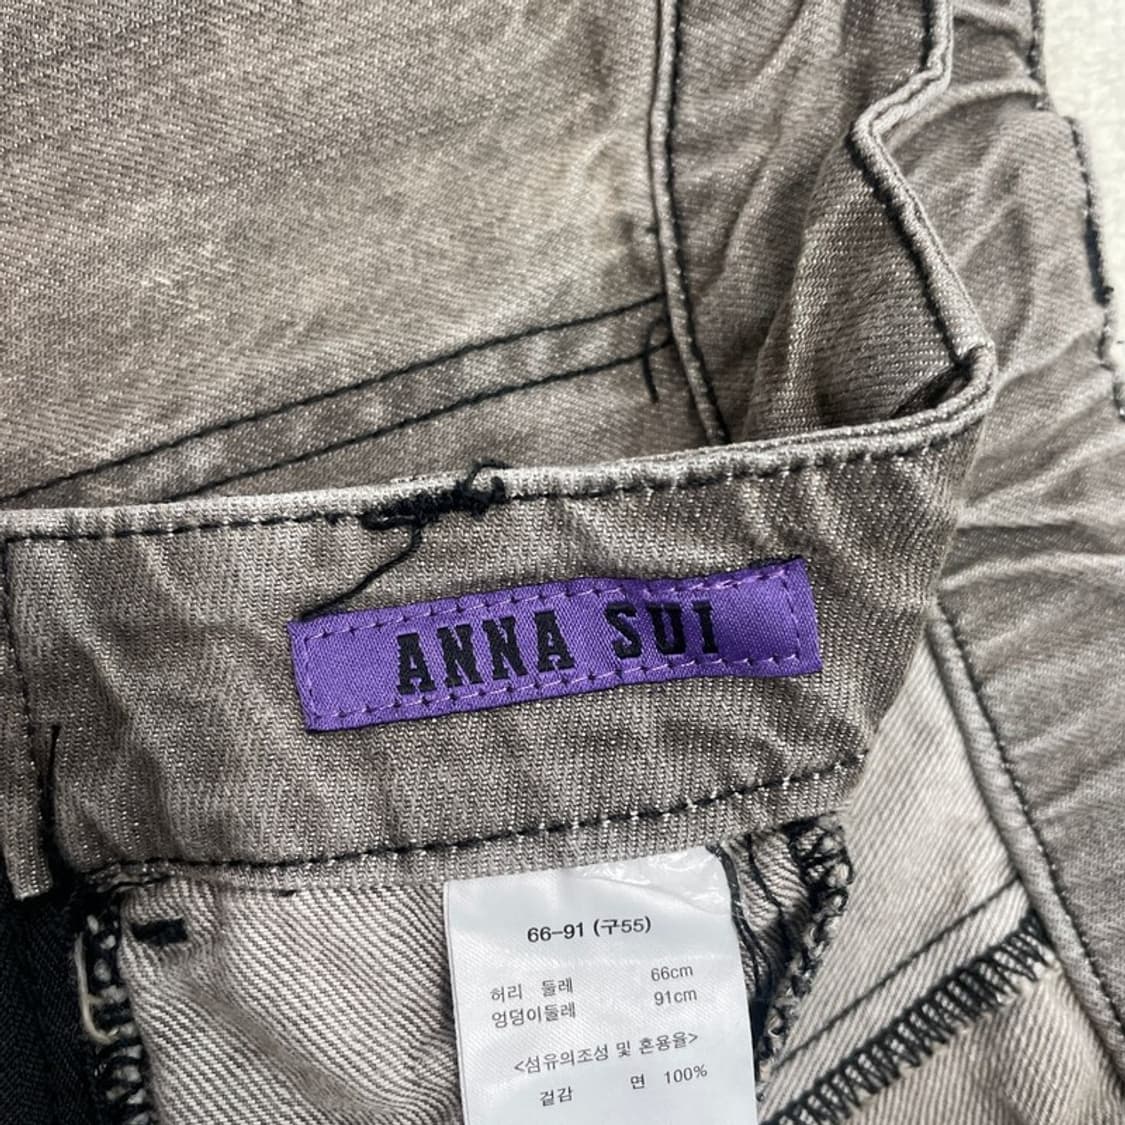 ANNA SUI
66-91 (구55)
허리 둘레 66cm
엉덩이둘레 91cm
<섬유의조성 및 혼용율>
겉감 면 100%